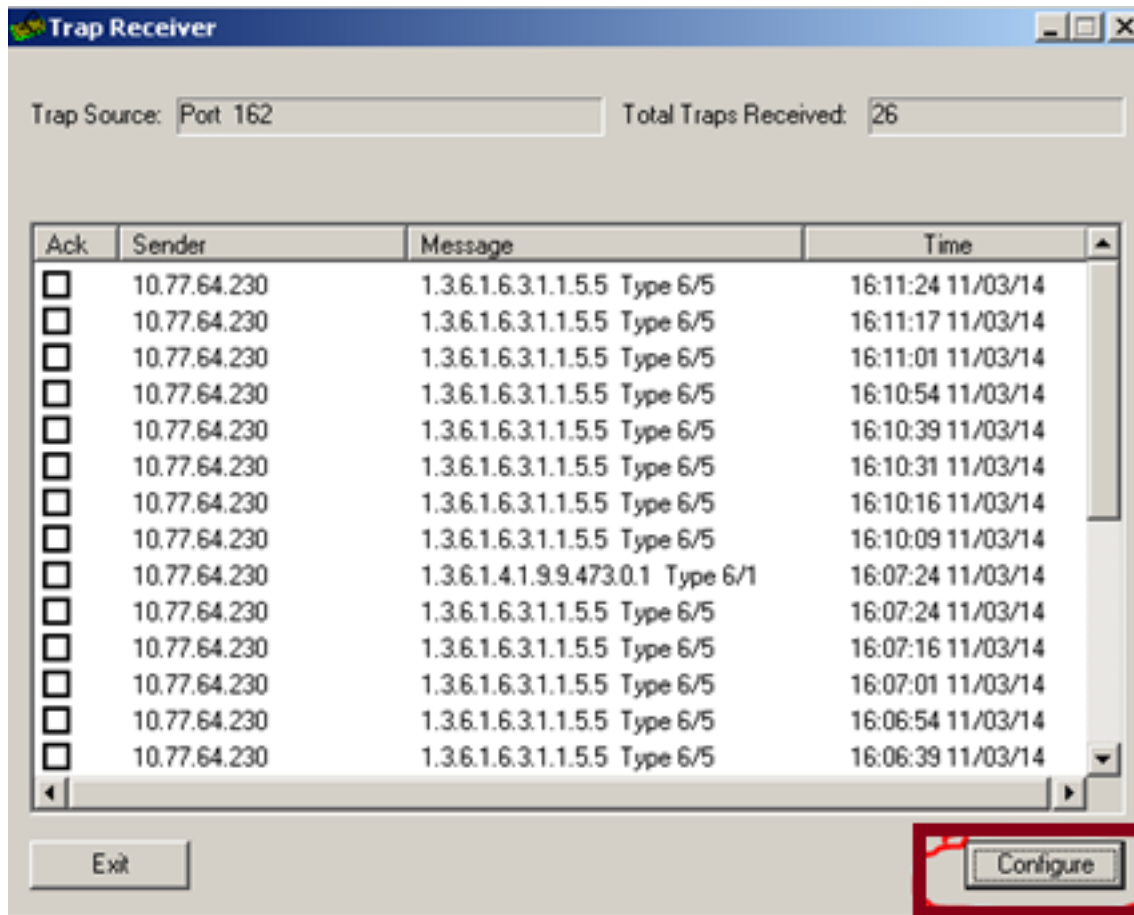 Trap Receiver
Trap Source: Port 162 Total Traps Received: 26
Ack Sender Message Time
10.77.64.230 1.3.6.1.6.3.1.1.5.5 Type 6/5 16:11:24 11/03/14
10.77.64.230 1.3.6.1.6.3.1.1.5.5 Type 6/5 16:11:17 11/03/14
10.77.64.230 1.3.6.1.6.3.1.1.5.5 Type 6/5 16:11:01 11/03/14
10.77.64.230 1.3.6.1.6.3.1.1.5.5 Type 6/5 16:10:54 11/03/14
10.77.64.230 1.3.6.1.6.3.1.1.5.5 Type 6/5 16:10:39 11/03/14
10.77.64.230 1.3.6.1.6.3.1.1.5.5 Type 6/5 16:10:31 11/03/14
10.77.64.230 1.3.6.1.6.3.1.1.5.5 Type 6/5 16:10:16 11/03/14
10.77.64.230 1.3.6.1.6.3.1.1.5.5 Type 6/5 16:10:09 11/03/14
10.77.64.230 1.3.6.1.4.1.9.9.473.0.1 Type 6/1 16:07:24 11/03/14
10.77.64.230 1.3.6.1.6.3.1.1.5.5 Type 6/5 16:07:24 11/03/14
10.77.64.230 1.3.6.1.6.3.1.1.5.5 Type 6/5 16:07:16 11/03/14
10.77.64.230 1.3.6.1.6.3.1.1.5.5 Type 6/5 16:07:01 11/03/14
10.77.64.230 1.3.6.1.6.3.1.1.5.5 Type 6/5 16:06:54 11/03/14
10.77.64.230 1.3.6.1.6.3.1.1.5.5 Type 6/5 16:06:39 11/03/14
Exit Configure